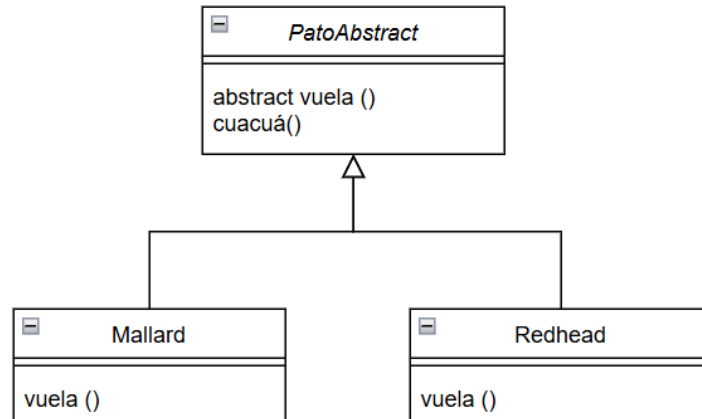 PatoAbstract
abstract vuela ()
cuacuá()
Mallard
vuela ()
Redhead
vuela ()